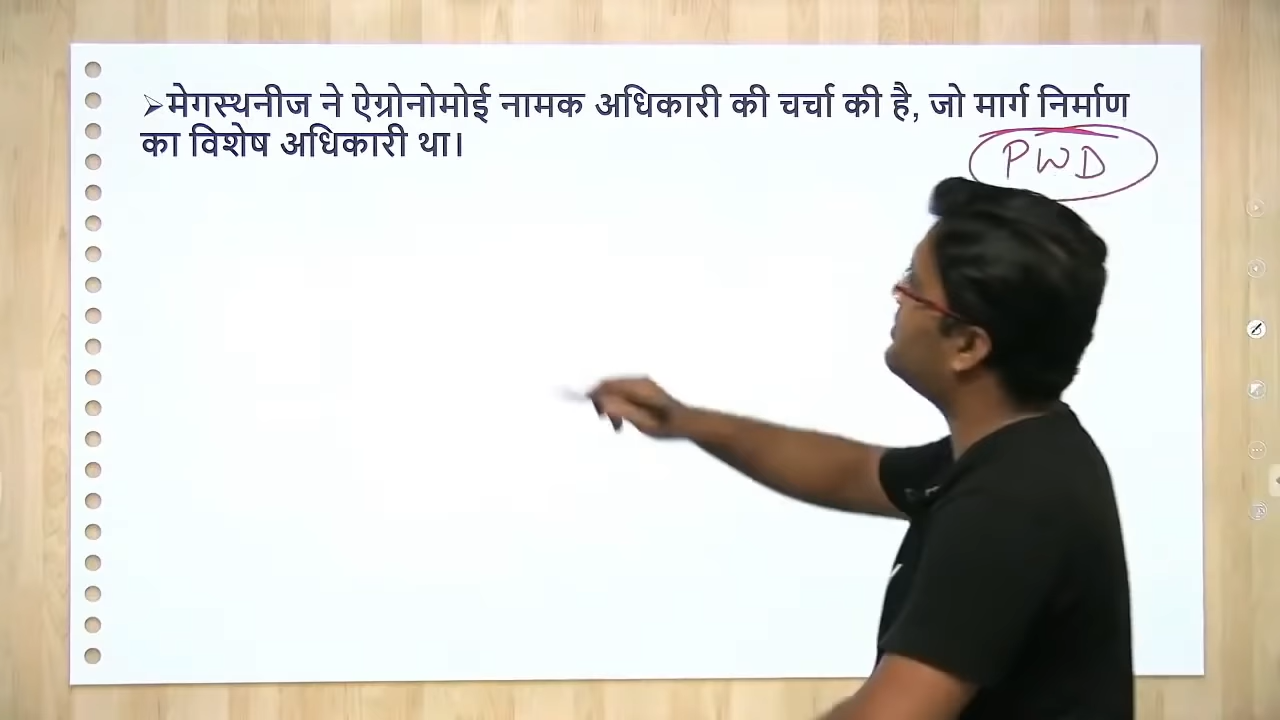 ➢मेगस्थनीज ने ऐग्रोनोमोई नामक अधिकारी की चर्चा की है, जो मार्ग निर्माण
का विशेष अधिकारी था।
PWD